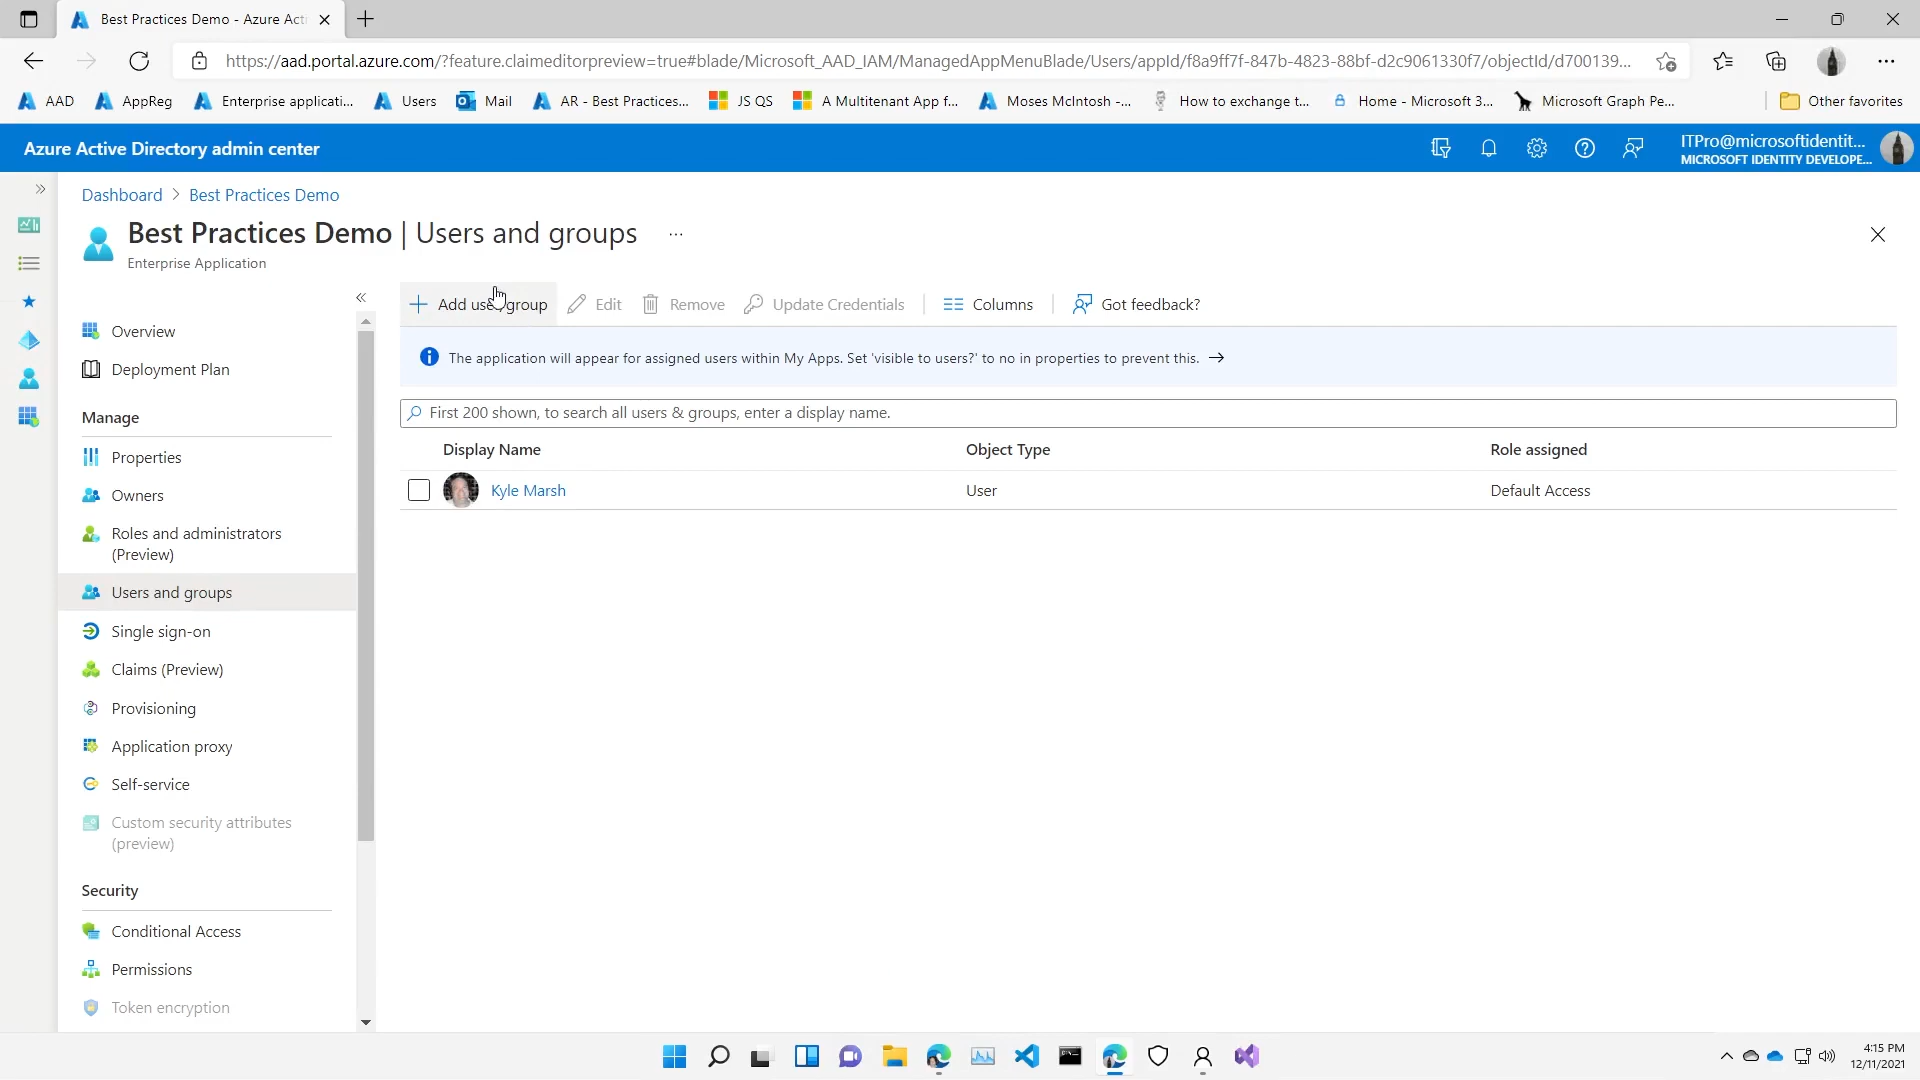 Best Practices Demo - Azure Acti
https://aad.portal.azure.com/?feature.claimeditorpreview=true#blade/Microsoft_AAD_IAM/ManagedAppMenuBlade/Users/appId/f8a9ff7f-847b-4823-88bf-d2c9061330f7/objectId/d700139...
AAD AppReg Enterprise applicati... Users Mail AR - Best Practices... JS QS A Multitenant App f... Moses McIntosh -... How to exchange t... Home - Microsoft 3... Microsoft Graph Pe... Other favorites
Azure Active Directory admin center
ITPro@microsoftidentit...
MICROSOFT IDENTITY DEVELOPE...
Dashboard > Best Practices Demo
Best Practices Demo | Users and groups ...
Enterprise Application
Overview
Deployment Plan
Manage
Properties
Owners
Roles and administrators
(Preview)
Users and groups
Single sign-on
Claims (Preview)
Provisioning
Application proxy
Self-service
Custom security attributes
(preview)
Security
Conditional Access
Permissions
Token encryption
Add user/group Edit Remove Update Credentials Columns Got feedback?
The application will appear for assigned users within My Apps. Set 'visible to users?' to no in properties to prevent this. →
First 200 shown, to search all users & groups, enter a display name.
Display Name Object Type Role assigned
Kyle Marsh User Default Access
4:15 PM
12/11/2021